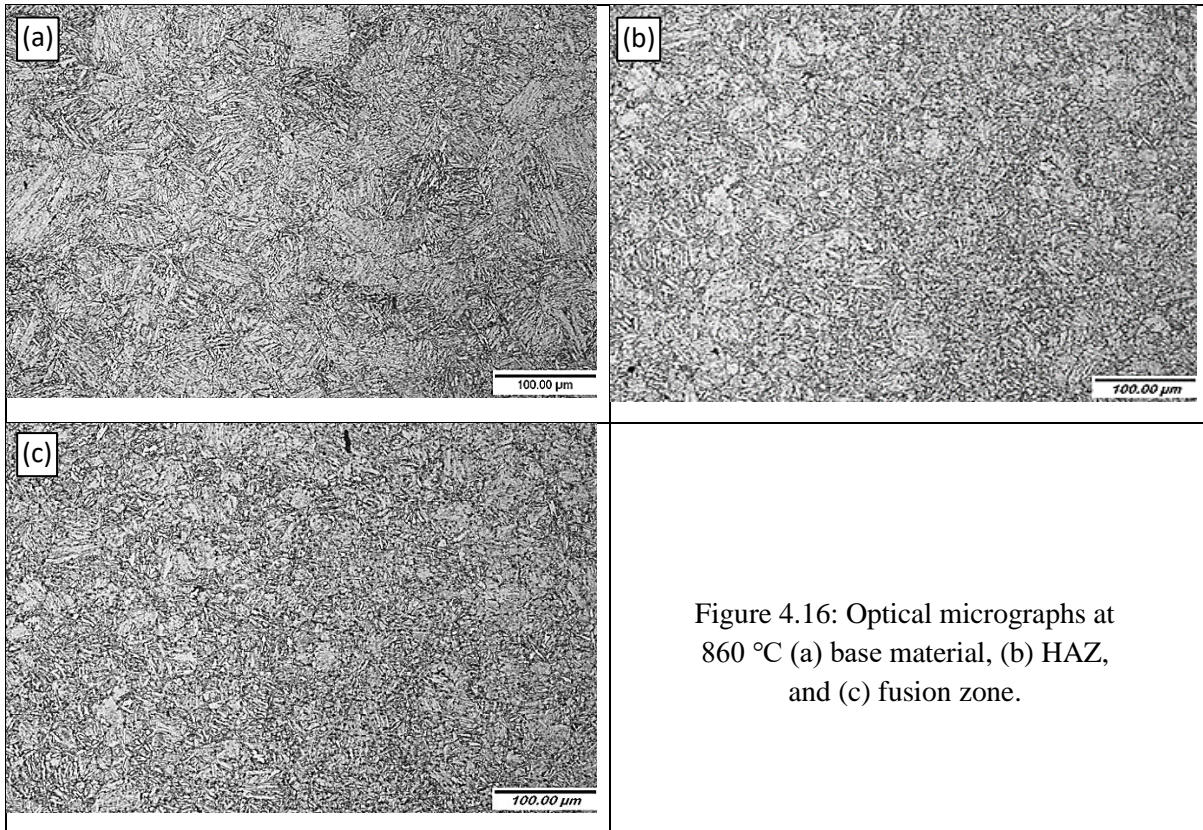 (a)
(b)
100.00 µm
100.00 µm
(c)
100.00 µm
Figure 4.16: Optical micrographs at
860 °C (a) base material, (b) HAZ,
and (c) fusion zone.